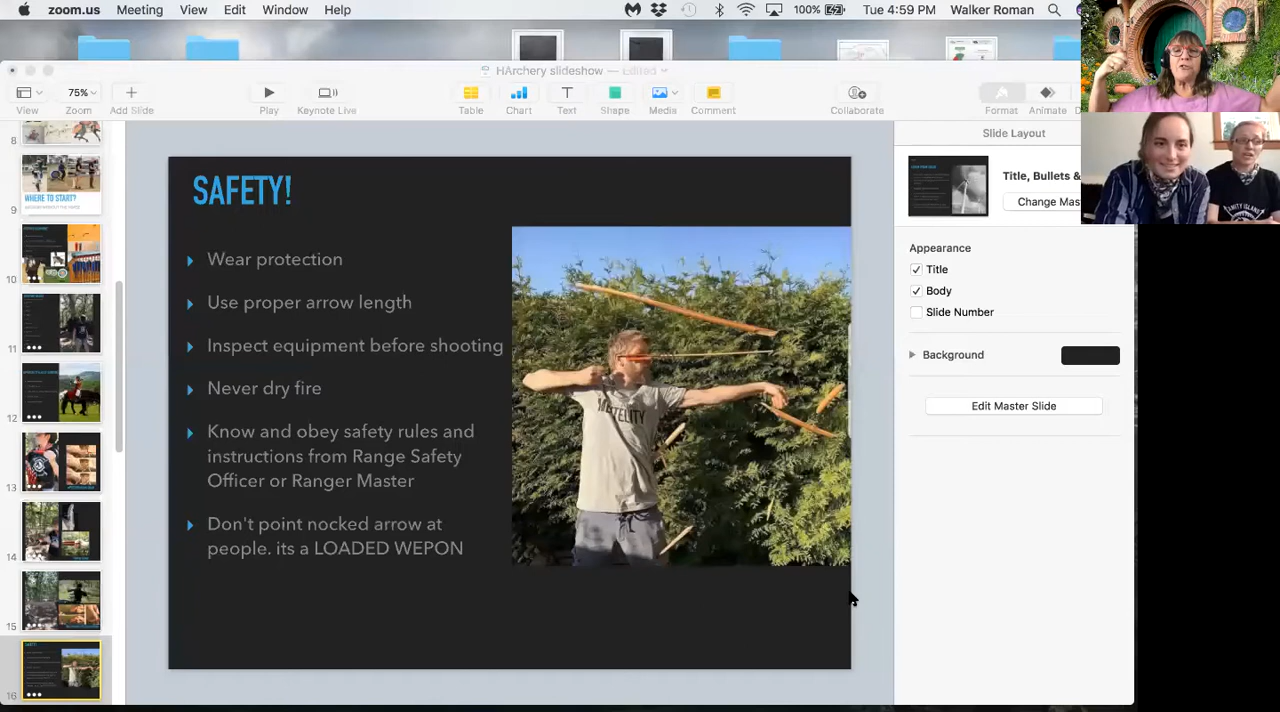 zoom.us Meeting View Edit Window Help 100% Tue 4:59 PM Walker Roman
HArchery slideshow — Edited
75%
View Zoom Add Slide Play Keynote Live Table Chart Text Shape Media Comment Collaborate Format Animate
Slide Layout
8
9
WHERE TO START?
10
11
12
13
14
15
16
SAFETY!
Wear protection
Use proper arrow length
Inspect equipment before shooting
Never dry fire
Know and obey safety rules and
instructions from Range Safety
Officer or Ranger Master
Don't point nocked arrow at
people. its a LOADED WEPON
Title, Bullets &
Change Mas
Appearance
Title
Body
Slide Number
Background
Edit Master Slide
AMITY ISLAND